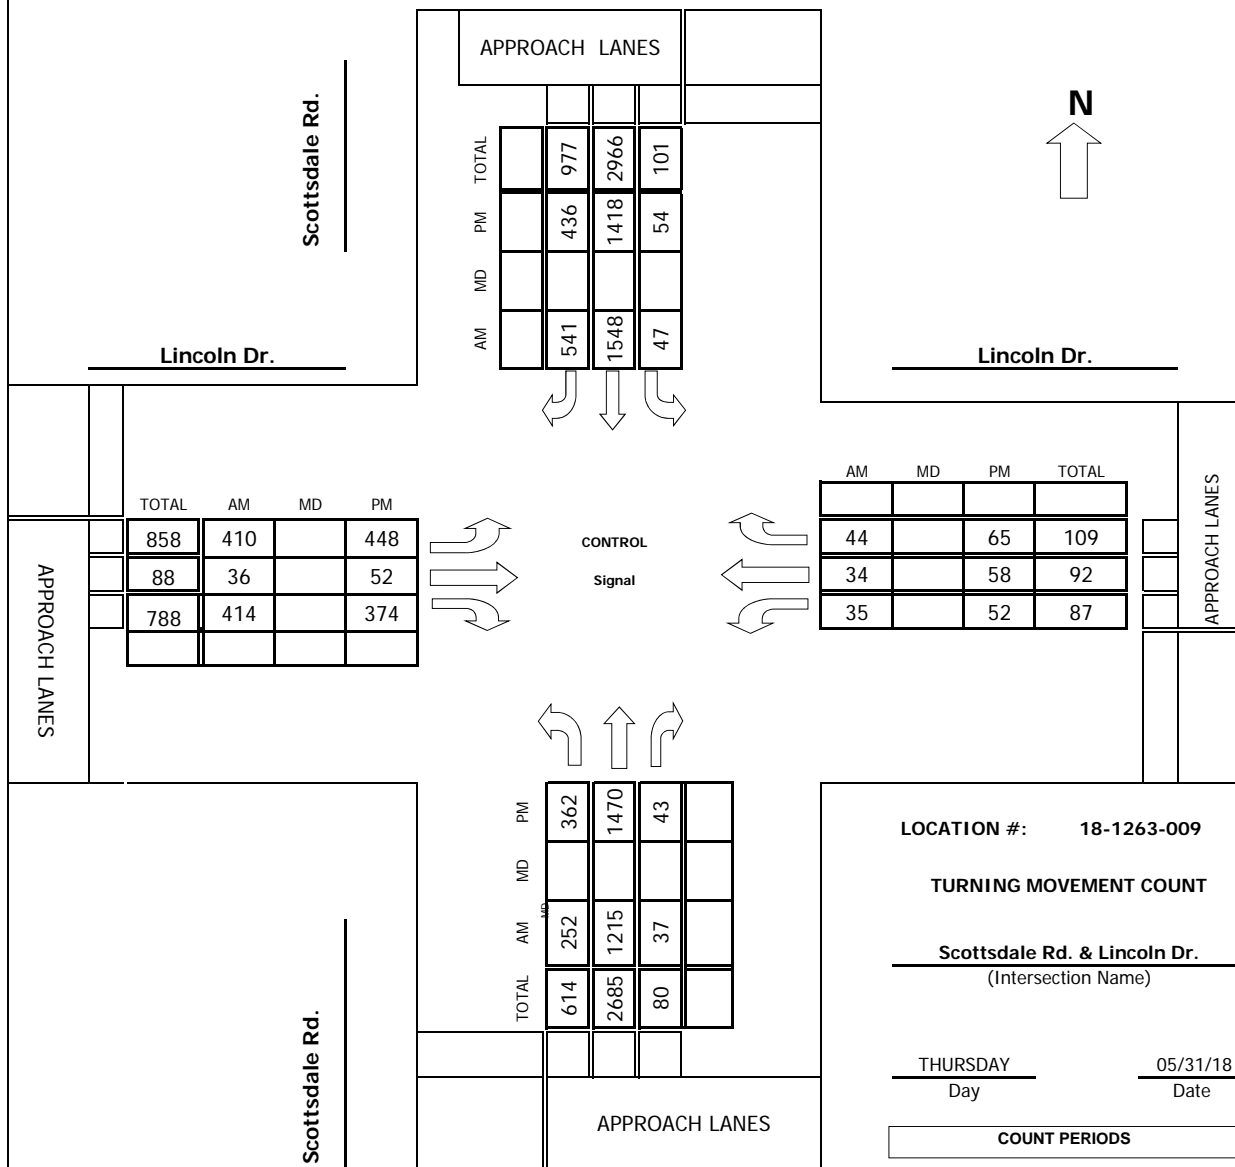 APPROACH LANES
N
Scottsdale Rd.
TOTAL 977 2966 101
PM 436 1418 54
MD
AM 541 1548 47
Lincoln Dr.
Lincoln Dr.
TOTAL AM MD PM
858 410 448
88 36 52
788 414 374
APPROACH LANES
CONTROL
Signal
AM MD PM TOTAL
44 65 109
34 58 92
35 52 87
APPROACH LANES
PM 362 1470 43
MD
MD
AM 252 1215 37
TOTAL 614 2685 80
Scottsdale Rd.
APPROACH LANES
LOCATION #: 18-1263-009
TURNING MOVEMENT COUNT
Scottsdale Rd. & Lincoln Dr.
(Intersection Name)
THURSDAY 05/31/18
Day Date
COUNT PERIODS